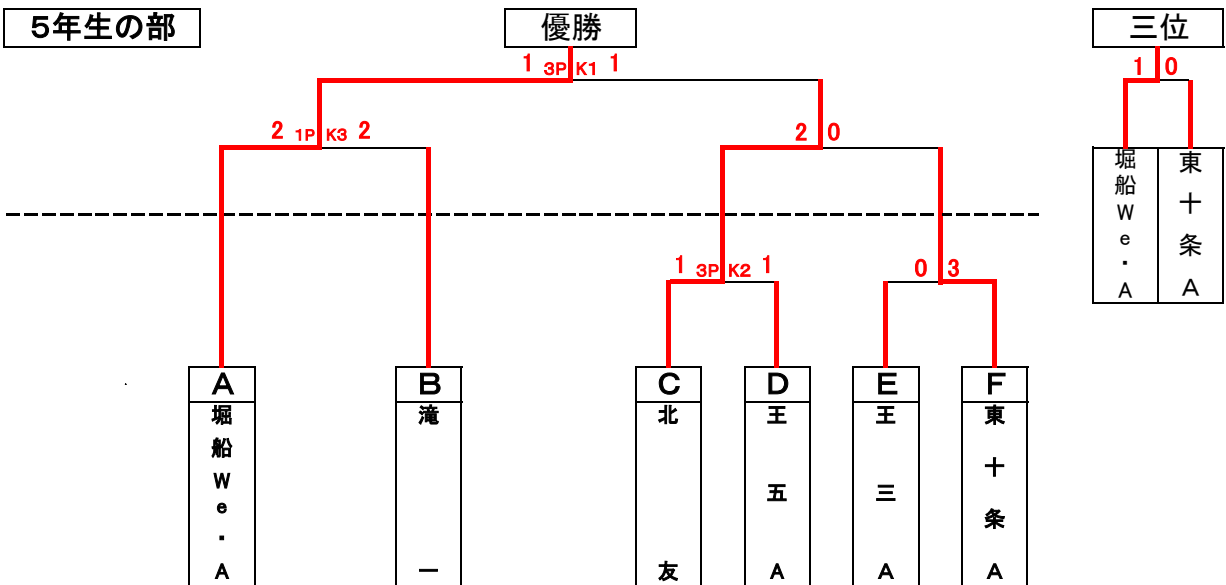 5年生の部
優勝
三位
1 3P K1 1
1 0
2 1P K3 2
2 0
堀船We・A
東十条A
1 3P K2 1
0 3
A
B
C
D
E
F
堀船We・A
滝一
北友
王五A
王三A
東十条A